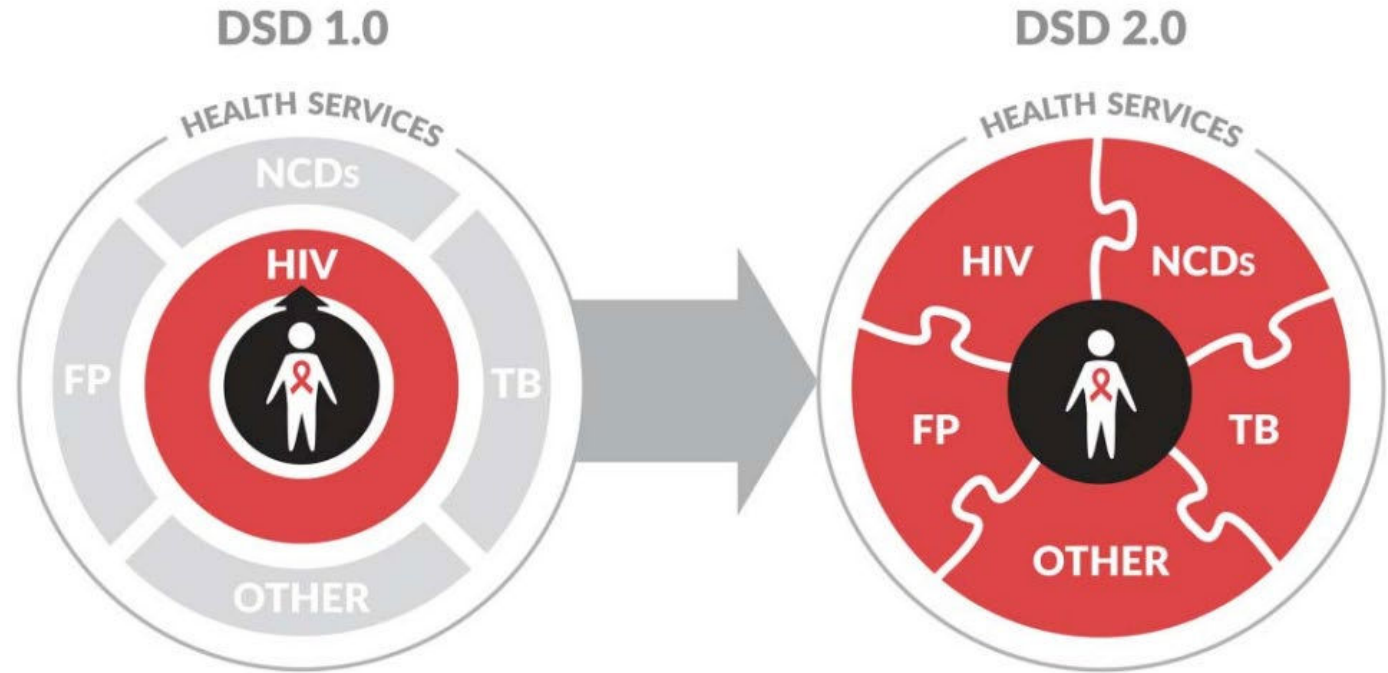 DSD 1.0
HEALTH SERVICES
NCDs
HIV
FP
TB
OTHER
DSD 2.0
HEALTH SERVICES
HIV
NCDs
FP
TB
OTHER